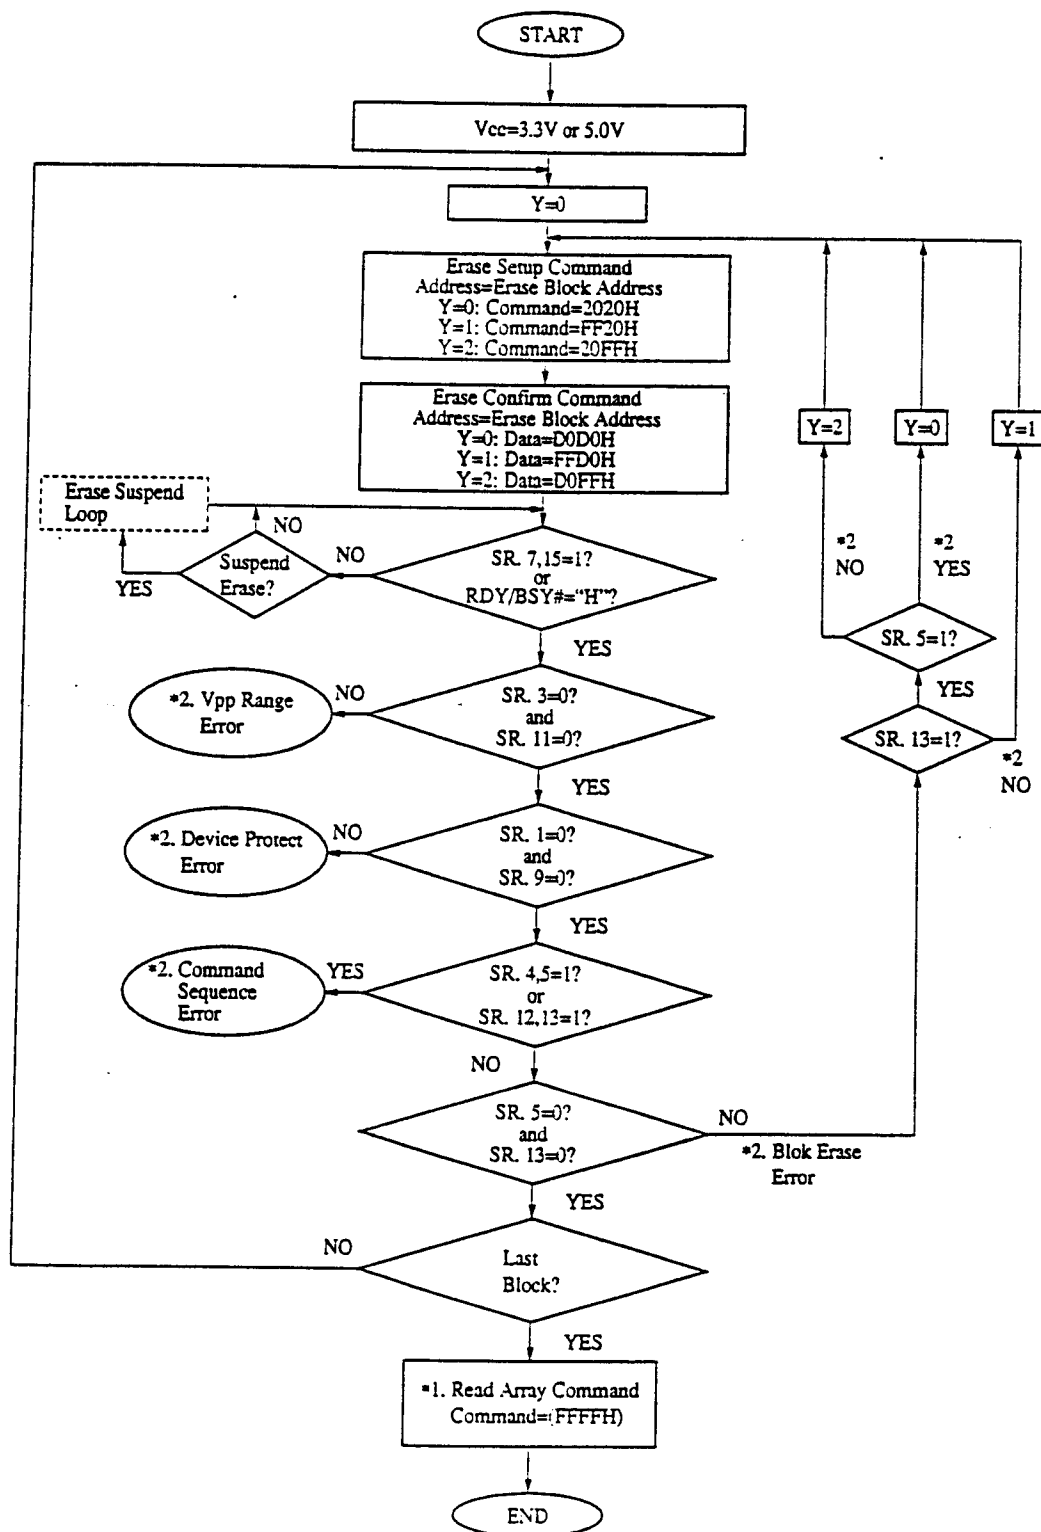 START
Vcc=3.3V or 5.0V
Y=0
Erase Setup Command
Address=Erase Block Address
Y=0: Command=2020H
Y=1: Command=FF20H
Y=2: Command=20FFH
Erase Confirm Command
Address=Erase Block Address
Y=0: Data=D0D0H
Y=1: Data=FFD0H
Y=2: Data=D0FFH
Y=2
Y=0
Y=1
Erase Suspend
Loop
NO
Suspend
Erase?
YES
NO
SR. 7,15=1?
or
RDY/BSY#="H"?
YES
*2
NO
*2
YES
SR. 5=1?
YES
SR. 13=1?
*2
NO
*2. Vpp Range
Error
NO
SR. 3=0?
and
SR. 11=0?
YES
*2. Device Protect
Error
NO
SR. 1=0?
and
SR. 9=0?
YES
*2. Command
Sequence
Error
YES
SR. 4,5=1?
or
SR. 12,13=1?
NO
SR. 5=0?
and
SR. 13=0?
NO
*2. Blok Erase
Error
YES
NO
Last
Block?
YES
*1. Read Array Command
Command=(FFFFH)
END